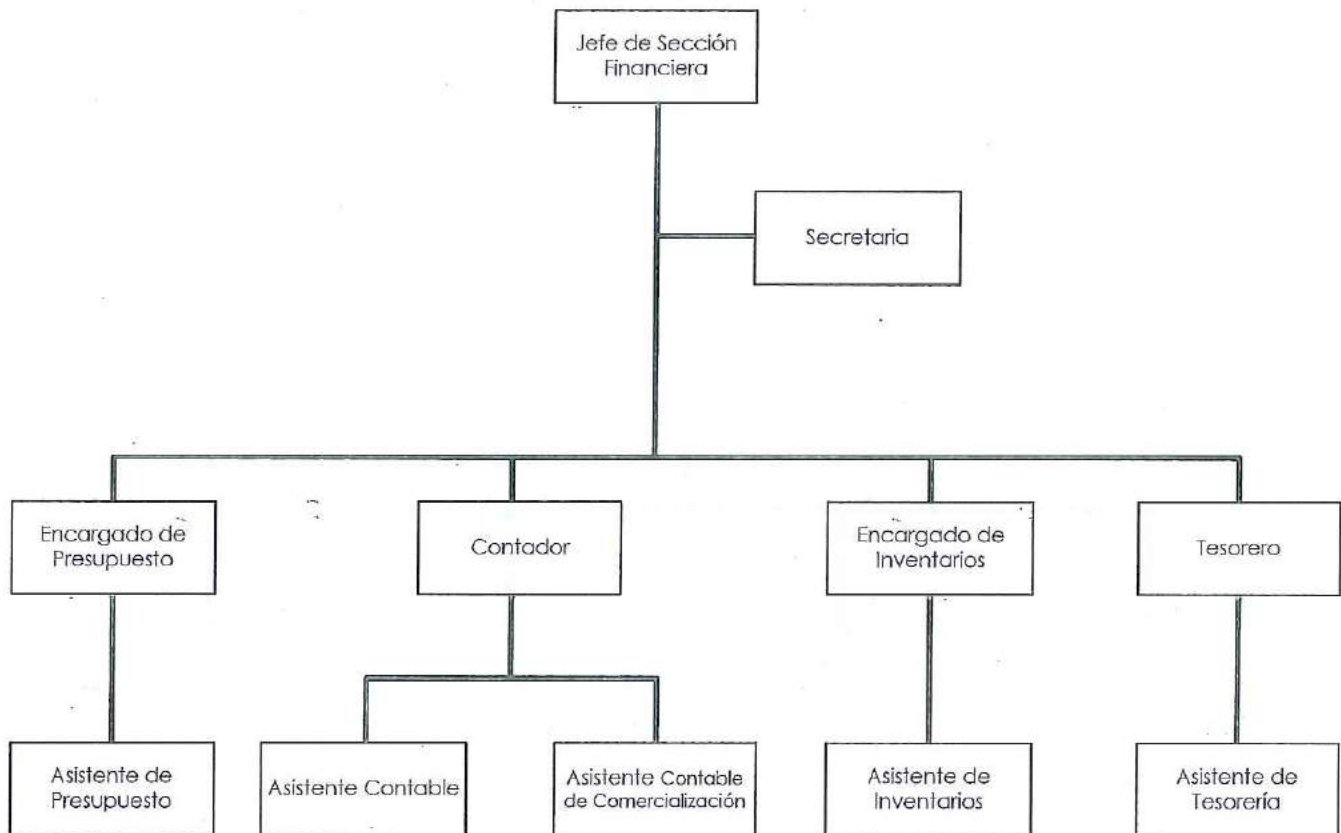 Jefe de Sección
Financiera
Secretaria
Encargado de
Presupuesto
Contador
Encargado de
Inventarios
Tesorero
Asistente de
Presupuesto
Asistente Contable
Asistente Contable
de Comercialización
Asistente de
Inventarios
Asistente de
Tesorería